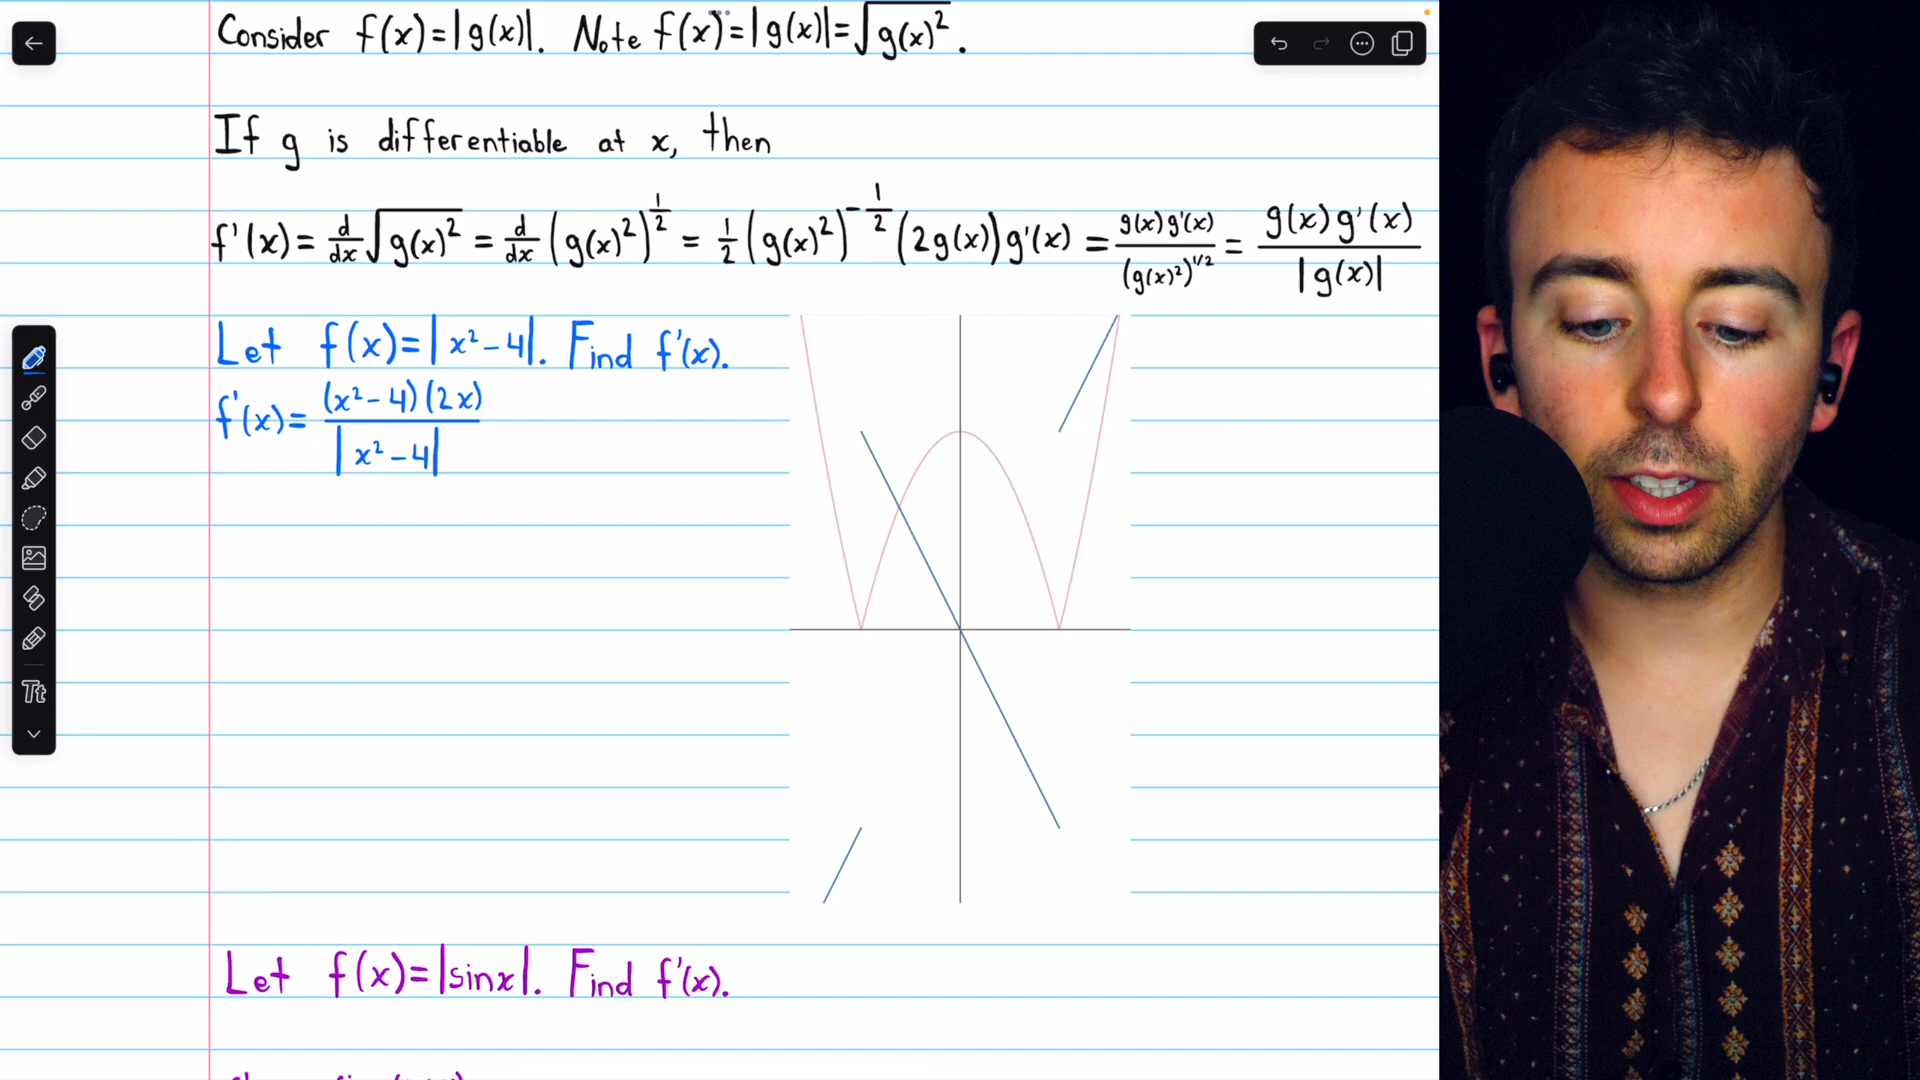 Consider f(x)=|g(x)|. Note f(x)=|g(x)|=√g(x)².
If g is differentiable at x, then
f'(x)= d/dx √g(x)² = d/dx (g(x)²)^1/2 = 1/2 (g(x)²)^-1/2 (2g(x))g'(x) = g(x)g'(x)/(g(x)²)^1/2 = g(x)g'(x)/|g(x)|
Let f(x)=|x²-4|. Find f'(x).
f'(x)= (x²-4)(2x)/|x²-4|
Let f(x)=|sinx|. Find f'(x).
Tt